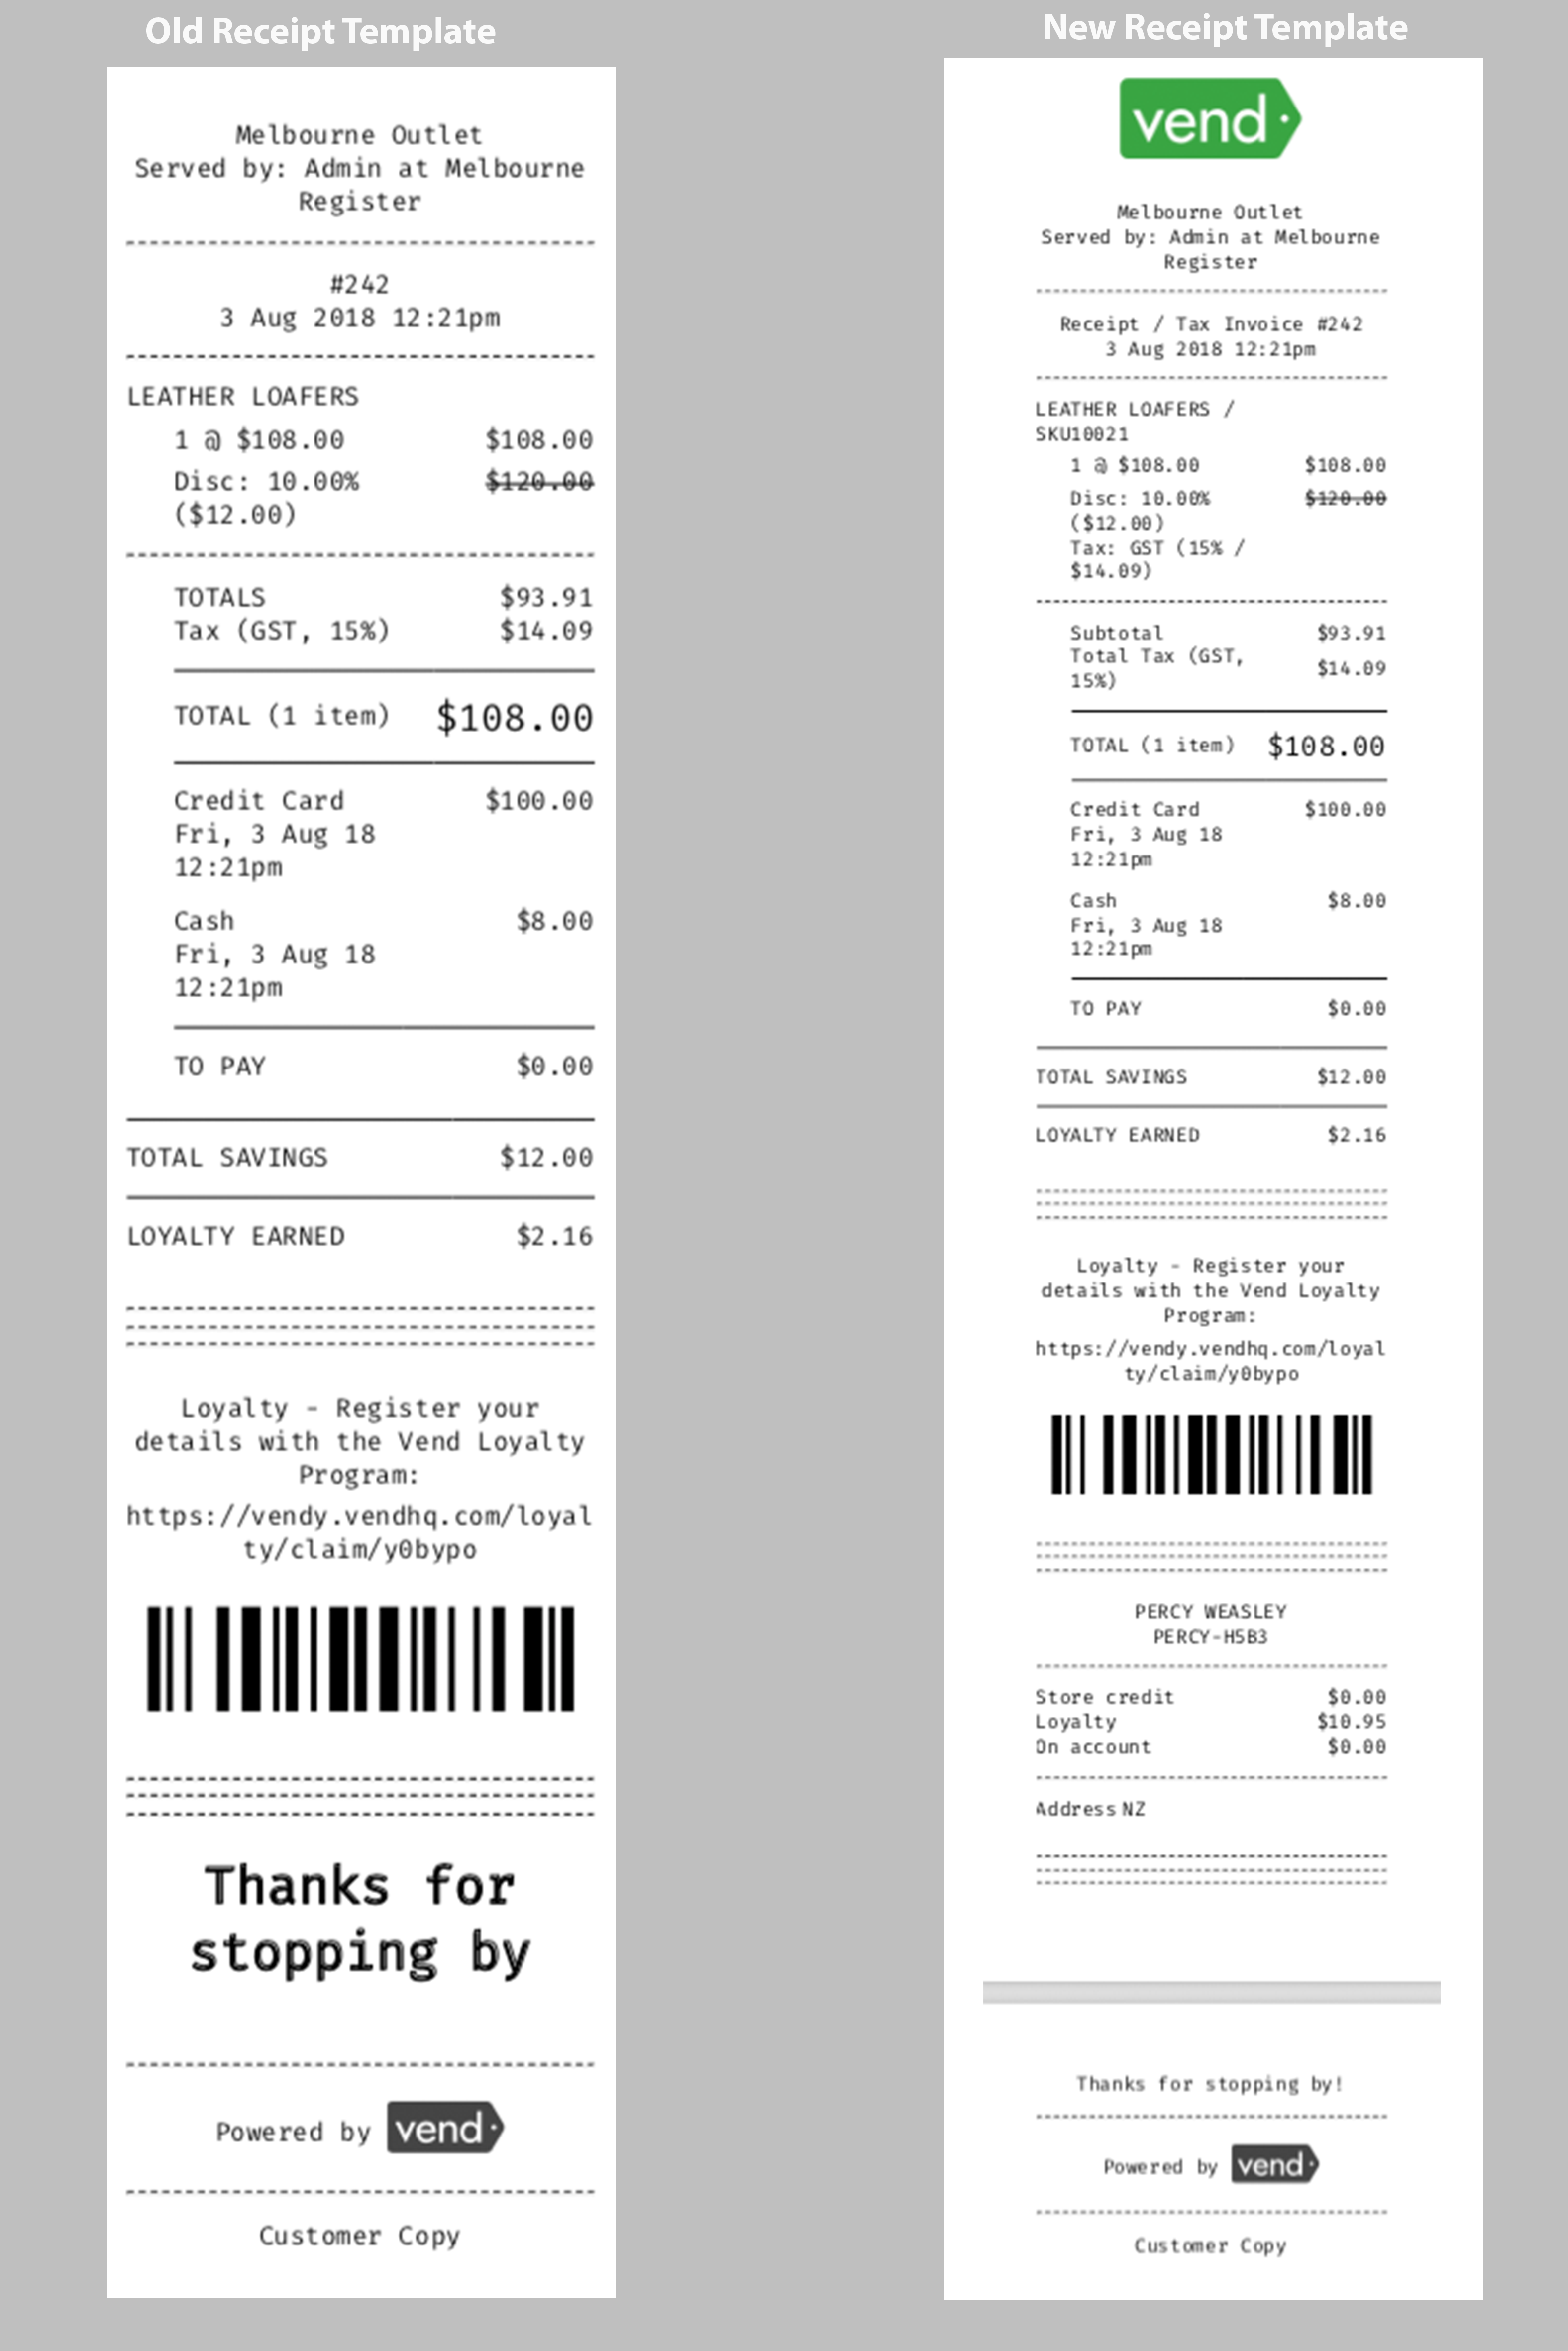 Old Receipt Template
Melbourne Outlet
Served by: Admin at Melbourne
Register
#242
3 Aug 2018 12:21pm
LEATHER LOAFERS
1 @ $108.00 $108.00
Disc: 10.00% $120.00
($12.00)
TOTALS $93.91
Tax (GST, 15%) $14.09
TOTAL (1 item) $108.00
Credit Card $100.00
Fri, 3 Aug 18
12:21pm
Cash $8.00
Fri, 3 Aug 18
12:21pm
TO PAY $0.00
TOTAL SAVINGS $12.00
LOYALTY EARNED $2.16
Loyalty - Register your
details with the Vend Loyalty
Program:
https://vendy.vendhq.com/loyal
ty/claim/y0bypo
Thanks for
stopping by
Powered by vend
Customer Copy
New Receipt Template
vend
Melbourne Outlet
Served by: Admin at Melbourne
Register
Receipt / Tax Invoice #242
3 Aug 2018 12:21pm
LEATHER LOAFERS /
SKU10021
1 @ $108.00 $108.00
Disc: 10.00% $120.00
($12.00)
Tax: GST (15% /
$14.09)
Subtotal $93.91
Total Tax (GST,
15%) $14.09
TOTAL (1 item) $108.00
Credit Card $100.00
Fri, 3 Aug 18
12:21pm
Cash $8.00
Fri, 3 Aug 18
12:21pm
TO PAY $0.00
TOTAL SAVINGS $12.00
LOYALTY EARNED $2.16
Loyalty - Register your
details with the Vend Loyalty
Program:
https://vendy.vendhq.com/loyal
ty/claim/y0bypo
PERCY WEASLEY
PERCY-H5B3
Store credit $0.00
Loyalty $10.95
On account $0.00
Address NZ
Thanks for stopping by!
Powered by vend
Customer Copy